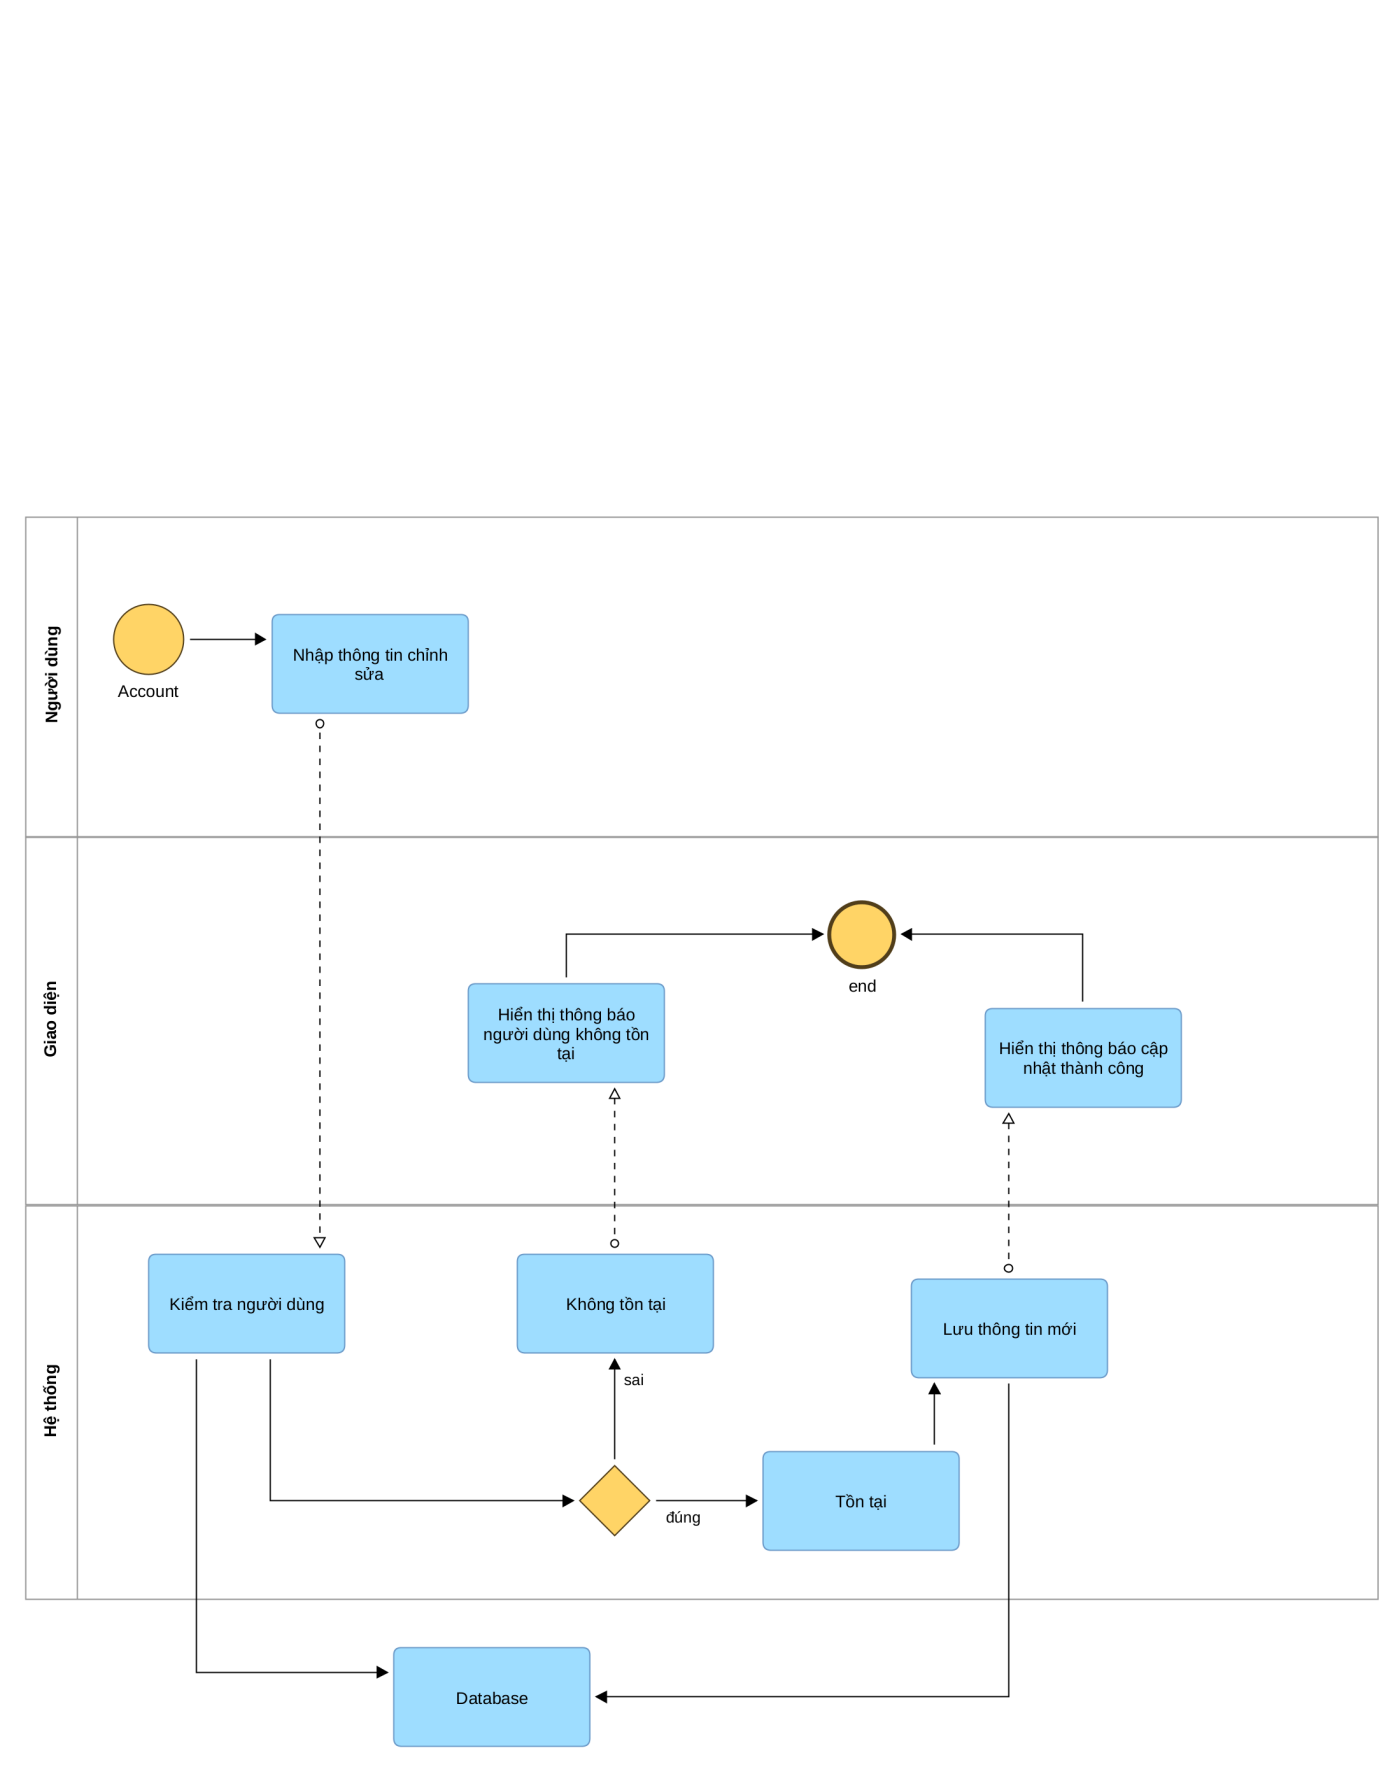 Người dùng
Account
Nhập thông tin chỉnh
sửa
Giao diện
end
Hiển thị thông báo
người dùng không tồn
tại
Hiển thị thông báo cập
nhật thành công
Hệ thống
Kiểm tra người dùng
Không tồn tại
Lưu thông tin mới
sai
đúng
Tồn tại
Database